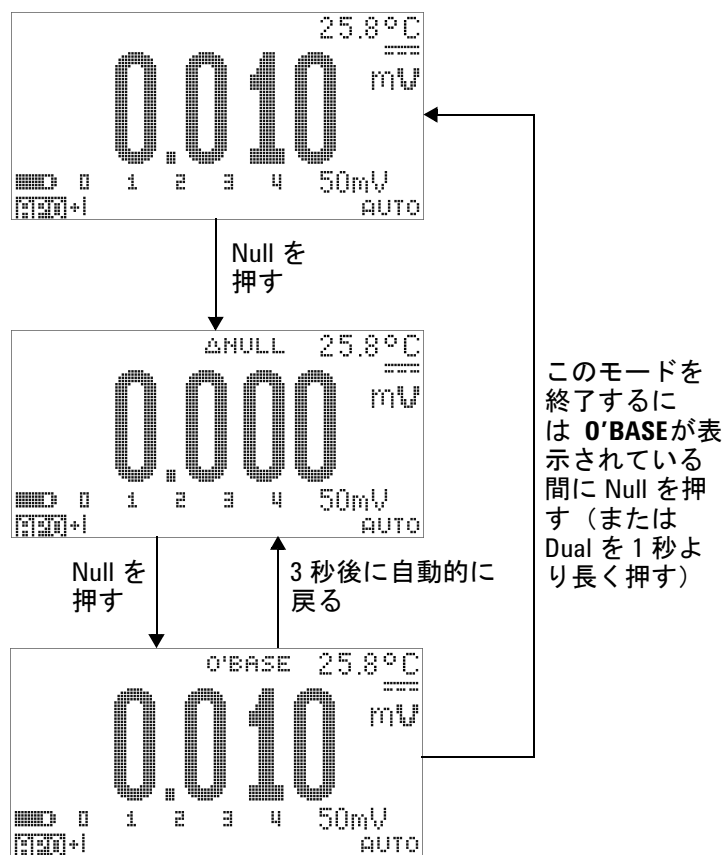 25.8°C
0.010 mV
0 1 2 3 4 50mV
AUTO
Null を
押す
ΔNULL 25.8°C
0.000 mV
0 1 2 3 4 50mV
AUTO
Null を
押す
3 秒後に自動的に
戻る
O'BASE 25.8°C
0.010 mV
0 1 2 3 4 50mV
AUTO
このモードを
終了するに
は O'BASEが表
示されている
間に Null を押
す（または
Dual を 1 秒よ
り長く押す）